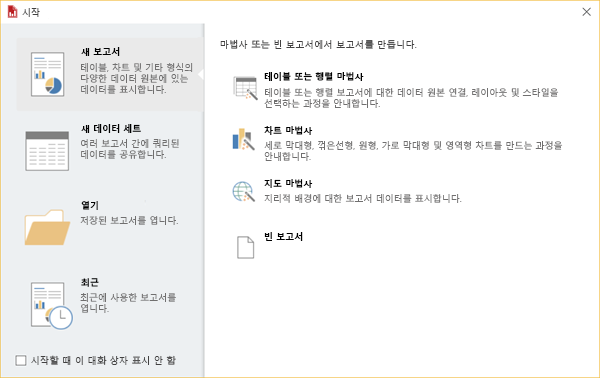 시작
새 보고서
테이블, 차트 및 기타 형식의
다양한 데이터 원본에 있는
데이터를 표시합니다.
새 데이터 세트
여러 보고서 간에 쿼리된
데이터를 공유합니다.
열기
저장된 보고서를 엽니다.
최근
최근에 사용한 보고서를
엽니다.
시작할 때 이 대화 상자 표시 안 함
마법사 또는 빈 보고서에서 보고서를 만듭니다.
테이블 또는 행렬 마법사
테이블 또는 행렬 보고서에 대한 데이터 원본 연결, 레이아웃 및 스타일을
선택하는 과정을 안내합니다.
차트 마법사
세로 막대형, 꺾은선형, 원형, 가로 막대형 및 영역형 차트를 만드는 과정을
안내합니다.
지도 마법사
지리적 배경에 대한 보고서 데이터를 표시합니다.
빈 보고서